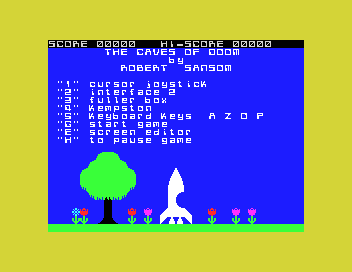 SCORE 00000 HI-SCORE 00000
THE CAVES OF DOOM
by
ROBERT SANSOM
"1" cursor joystick
"2" interface 2
"3" fuller box
"4" Kempston
"5" Keyboard Keys A Z O P
"G" start game
"E" screen editor
"H" to pause game